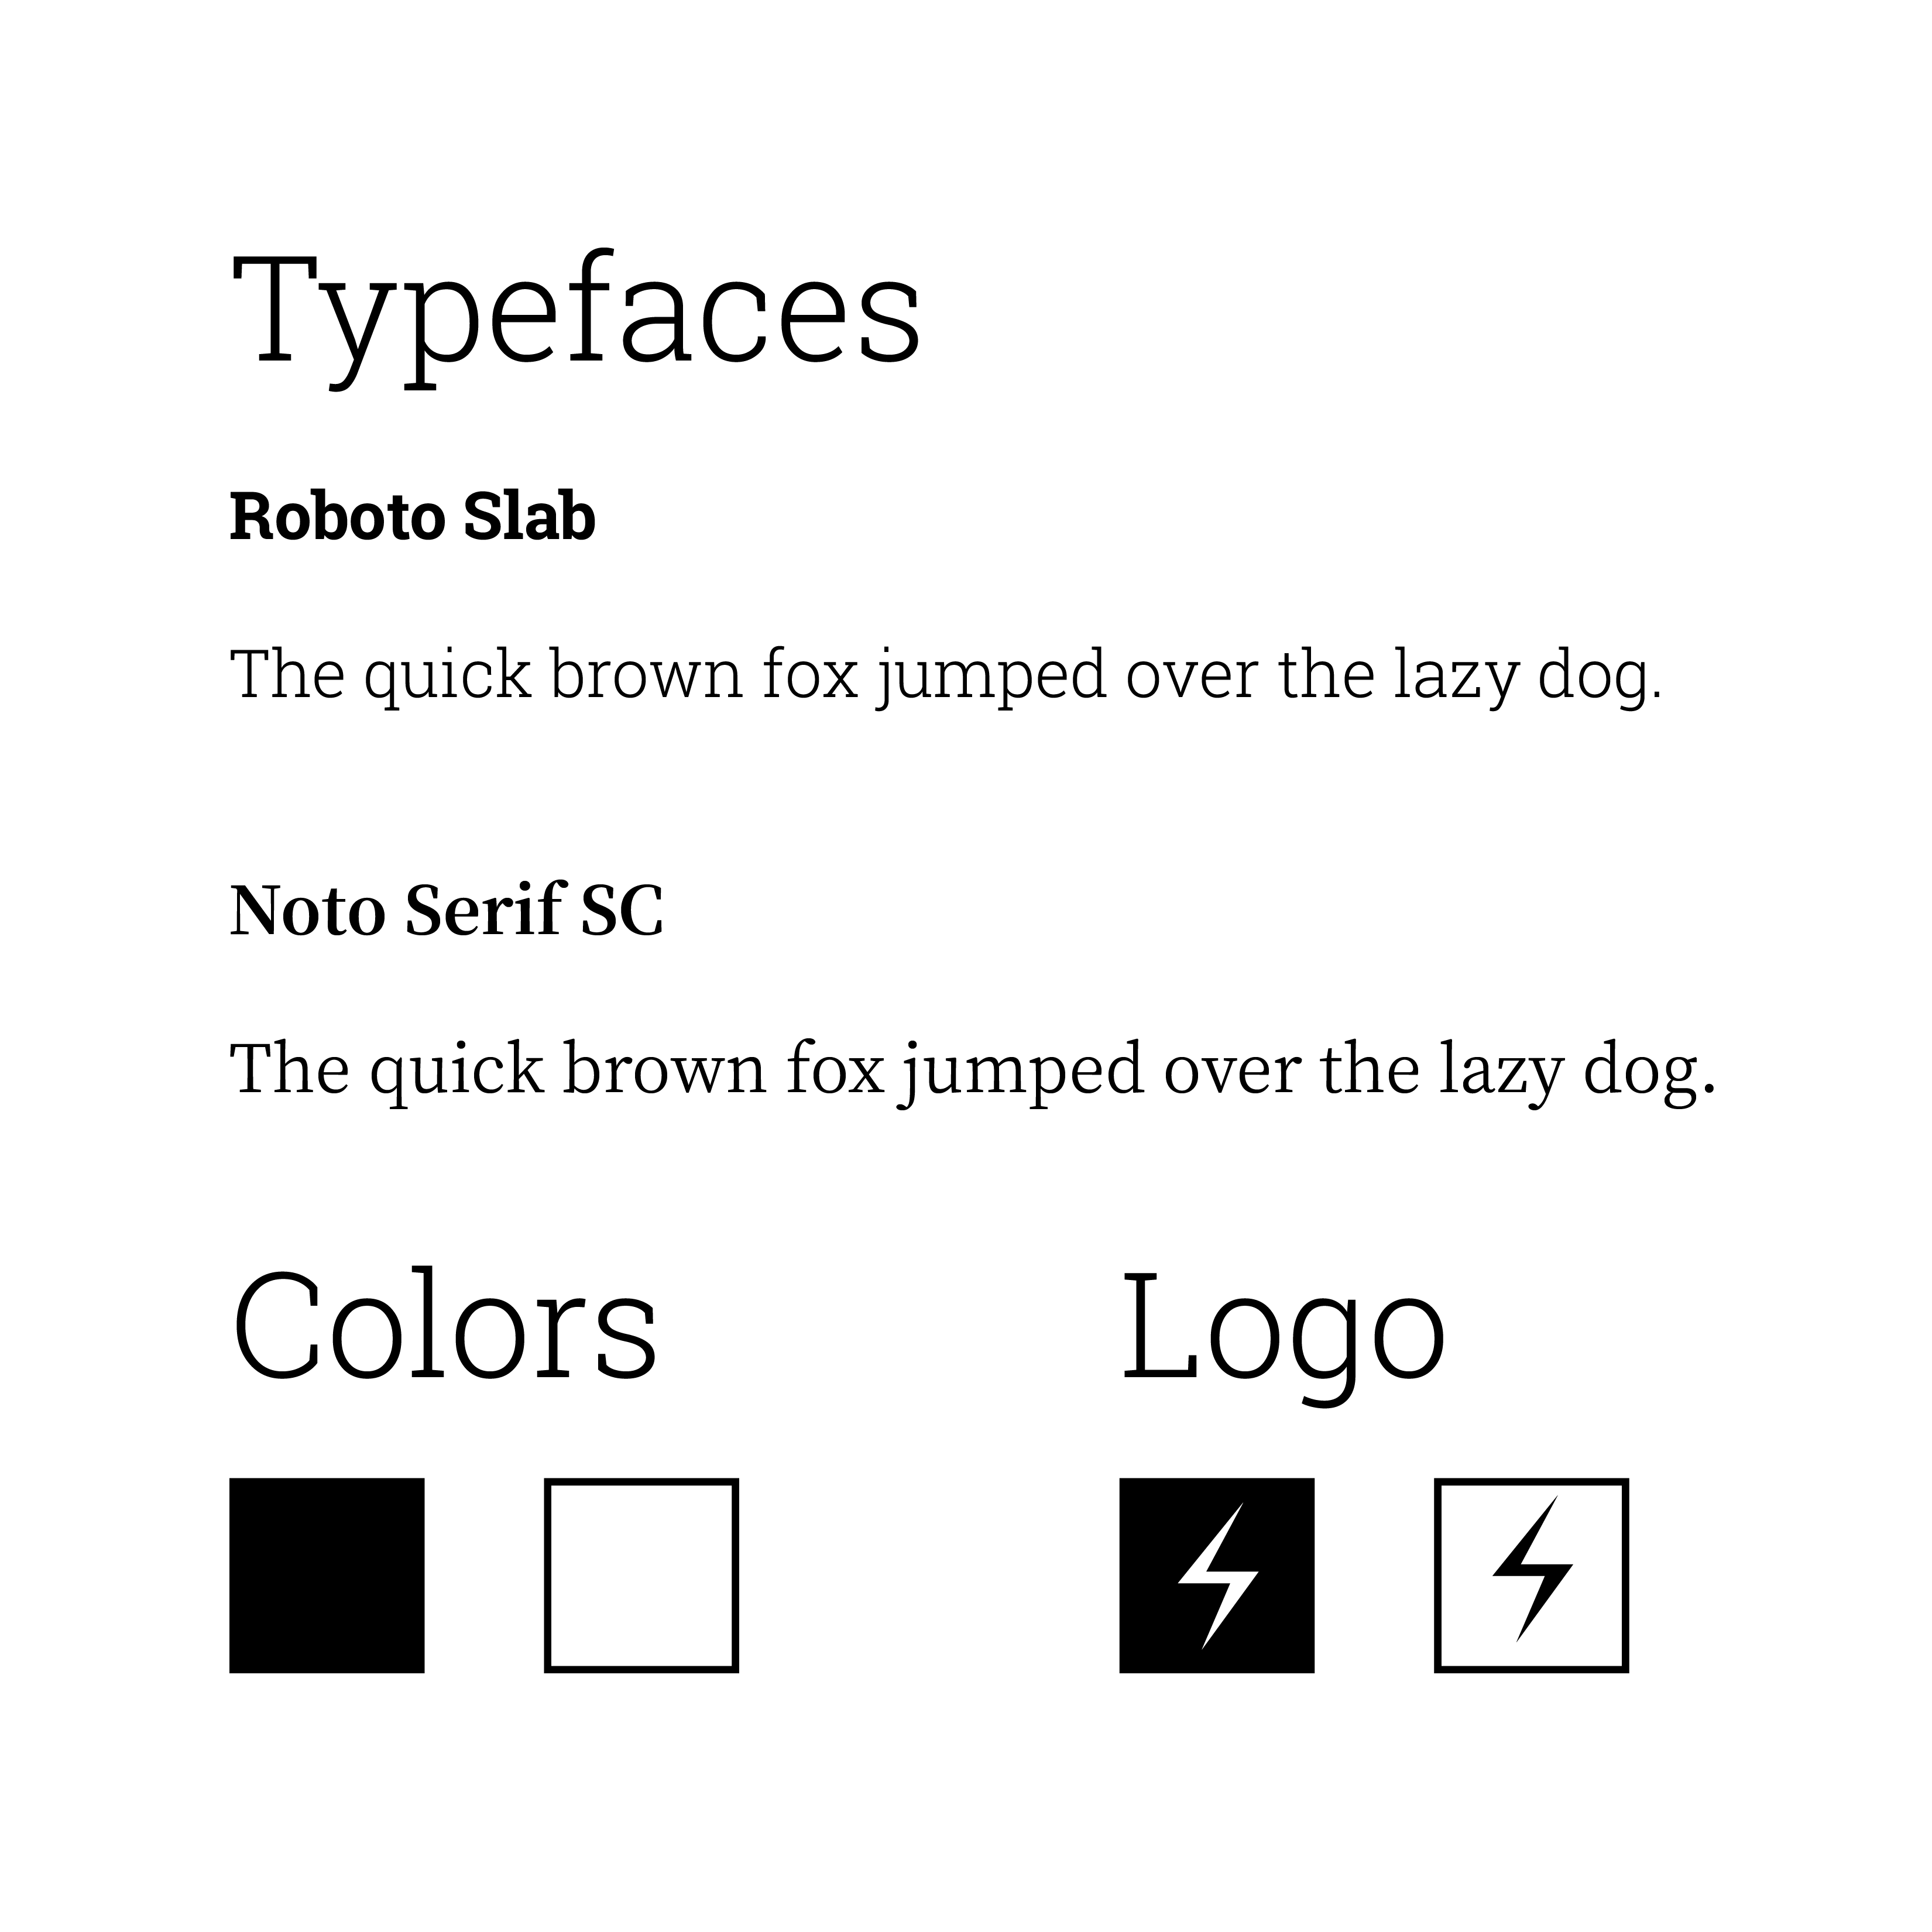 Typefaces
Roboto Slab
The quick brown fox jumped over the lazy dog.
Noto Serif SC
The quick brown fox jumped over the lazy dog.
Colors
Logo